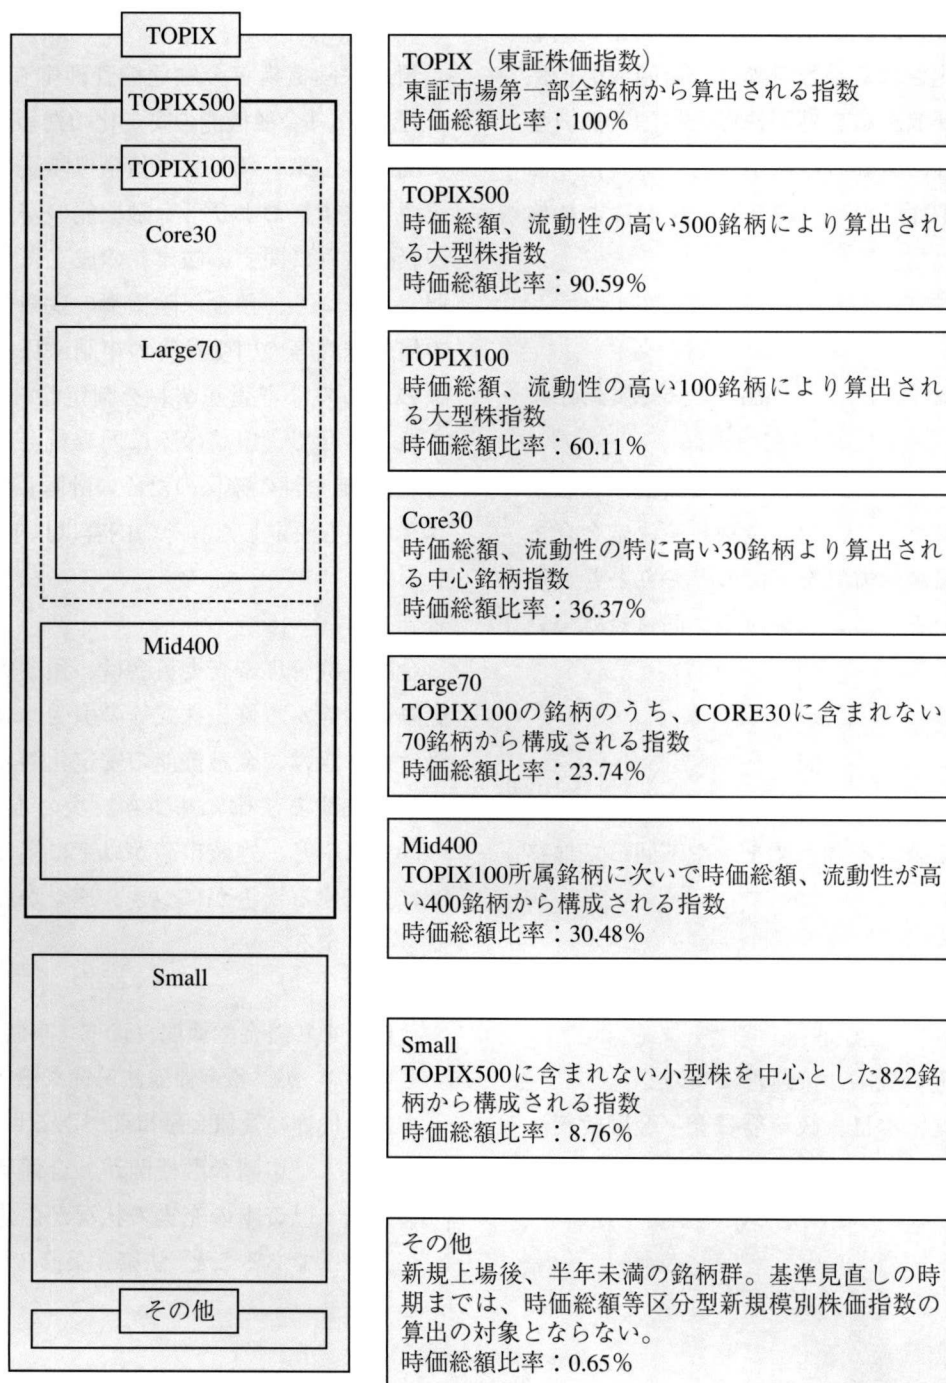 TOPIX
TOPIX500
TOPIX100
Core30
Large70
Mid400
Small
その他
TOPIX（東証株価指数）
東証市場第一部全銘柄から算出される指数
時価総額比率：100%
TOPIX500
時価総額、流動性の高い500銘柄により算出され
る大型株指数
時価総額比率：90.59%
TOPIX100
時価総額、流動性の高い100銘柄により算出され
る大型株指数
時価総額比率：60.11%
Core30
時価総額、流動性の特に高い30銘柄より算出され
る中心銘柄指数
時価総額比率：36.37%
Large70
TOPIX100の銘柄のうち、CORE30に含まれない
70銘柄から構成される指数
時価総額比率：23.74%
Mid400
TOPIX100所属銘柄に次いで時価総額、流動性が高
い400銘柄から構成される指数
時価総額比率：30.48%
Small
TOPIX500に含まれない小型株を中心とした822銘
柄から構成される指数
時価総額比率：8.76%
その他
新規上場後、半年未満の銘柄群。基準見直しの時
期までは、時価総額等区分型新規模別株価指数の
算出の対象とならない。
時価総額比率：0.65%